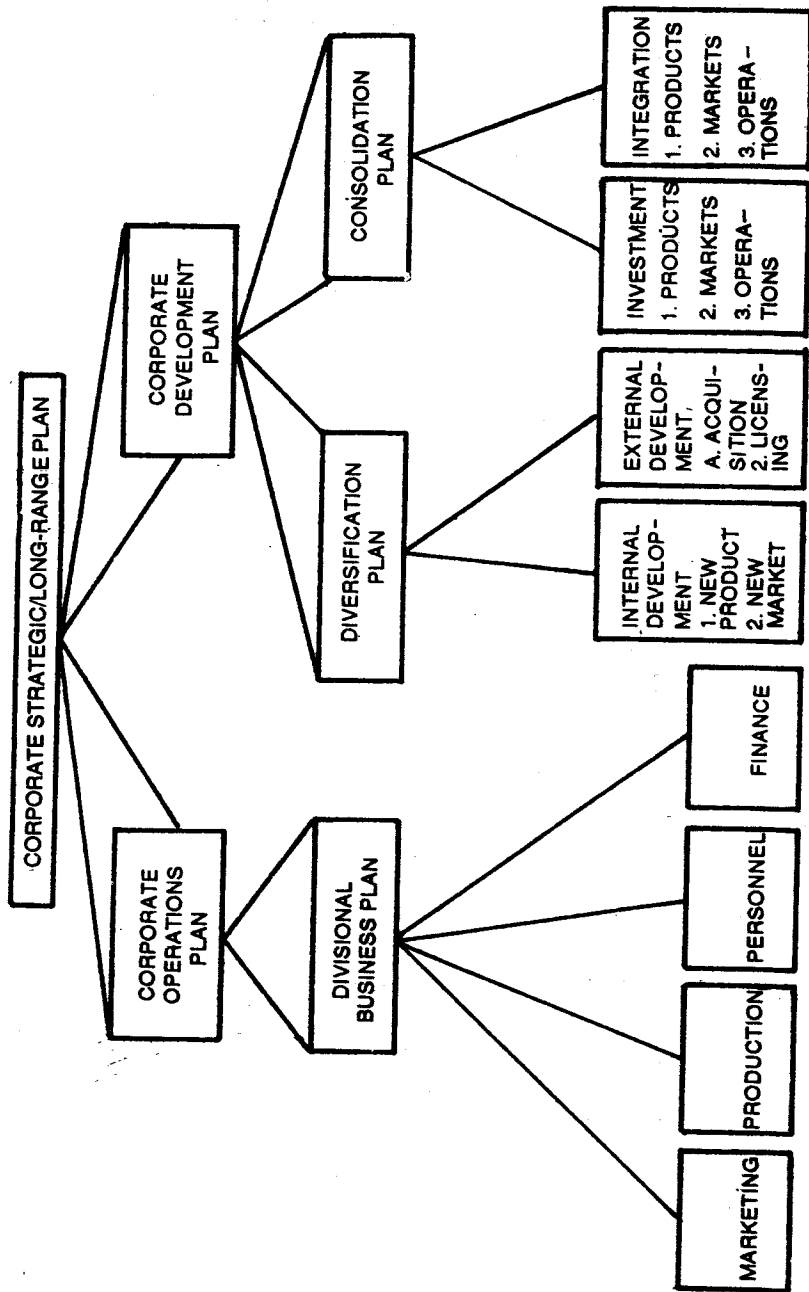 CORPORATE STRATEGIC/LONG-RANGE PLAN
CORPORATE
OPERATIONS
PLAN
CORPORATE
DEVELOPMENT
PLAN
DIVISIONAL
BUSINESS PLAN
DIVERSIFICATION
PLAN
CONSOLIDATION
PLAN
MARKETING
PRODUCTION
PERSONNEL
FINANCE
INTERNAL
DEVELOP-
MENT
1. NEW
PRODUCT
2. NEW
MARKET
EXTERNAL
DEVELOP-
MENT,
A. ACQUI-
SITION
2. LICENS-
ING
INVESTMENT
1. PRODUCTS
2. MARKETS
3. OPERA-
TIONS
INTEGRATION
1. PRODUCTS
2. MARKETS
3. OPERA-
TIONS